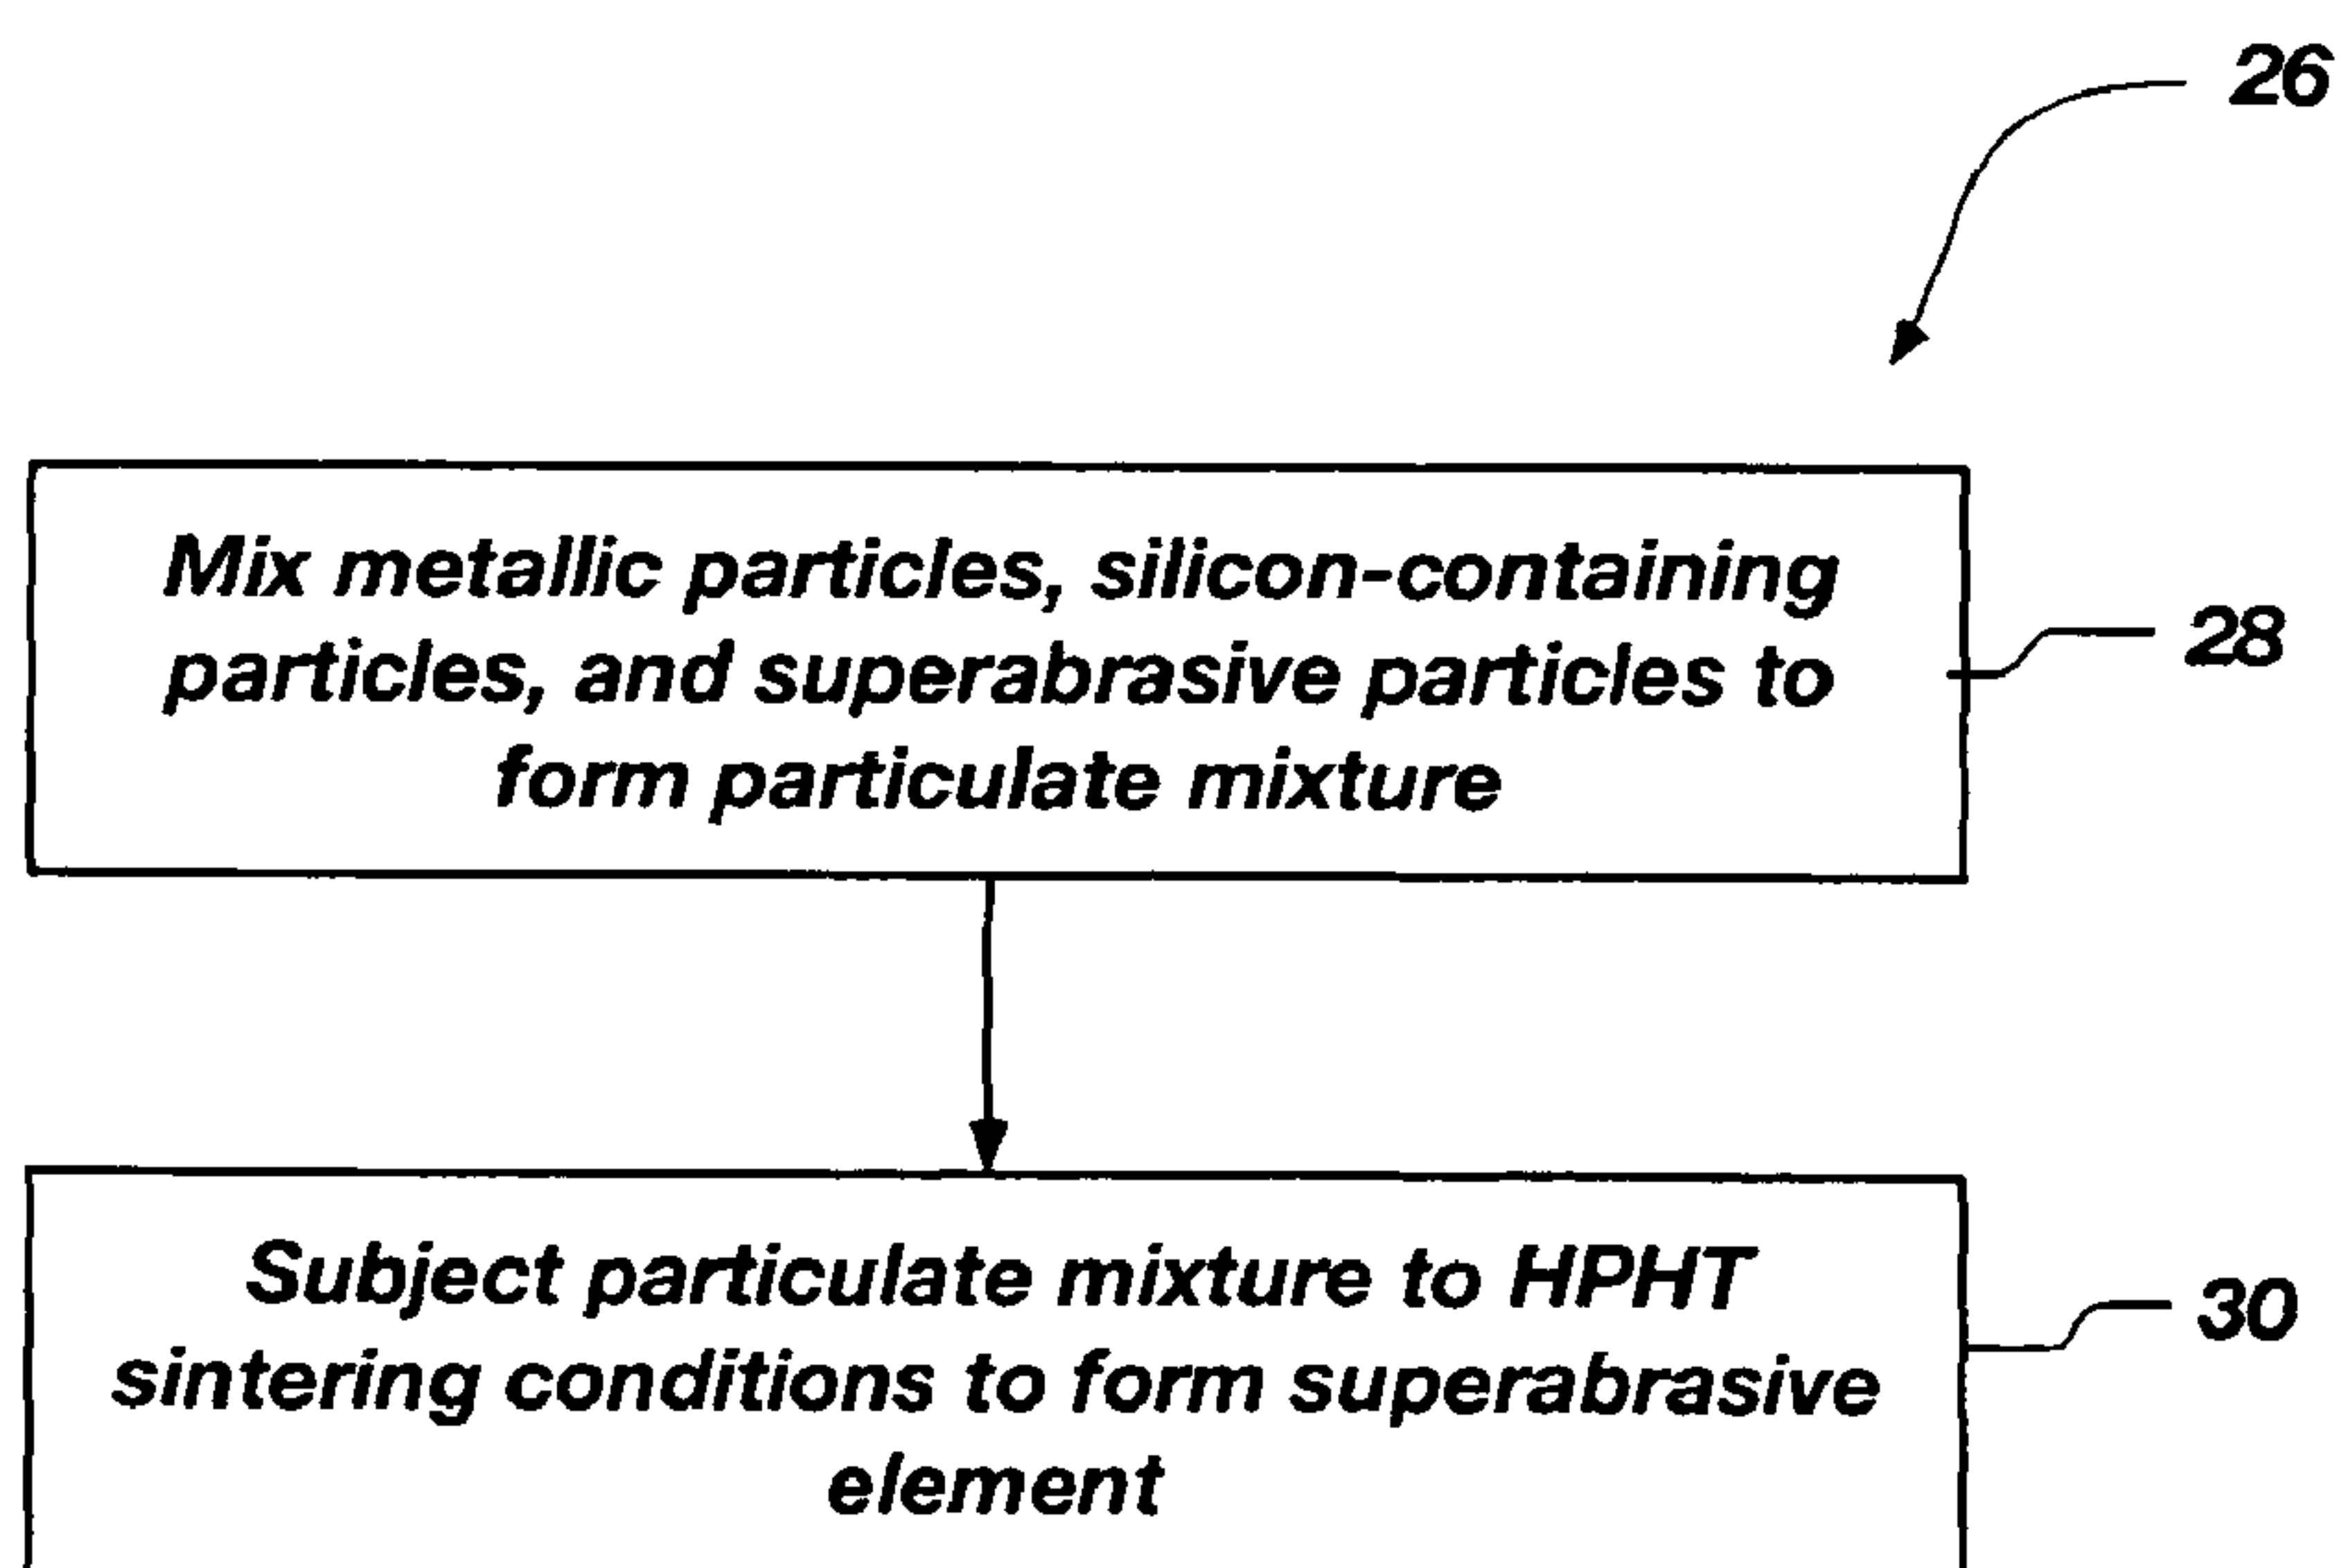 26
Mix metallic particles, silicon-containing
particles, and superabrasive particles to
form particulate mixture
28
Subject particulate mixture to HPHT
sintering conditions to form superabrasive
element
30